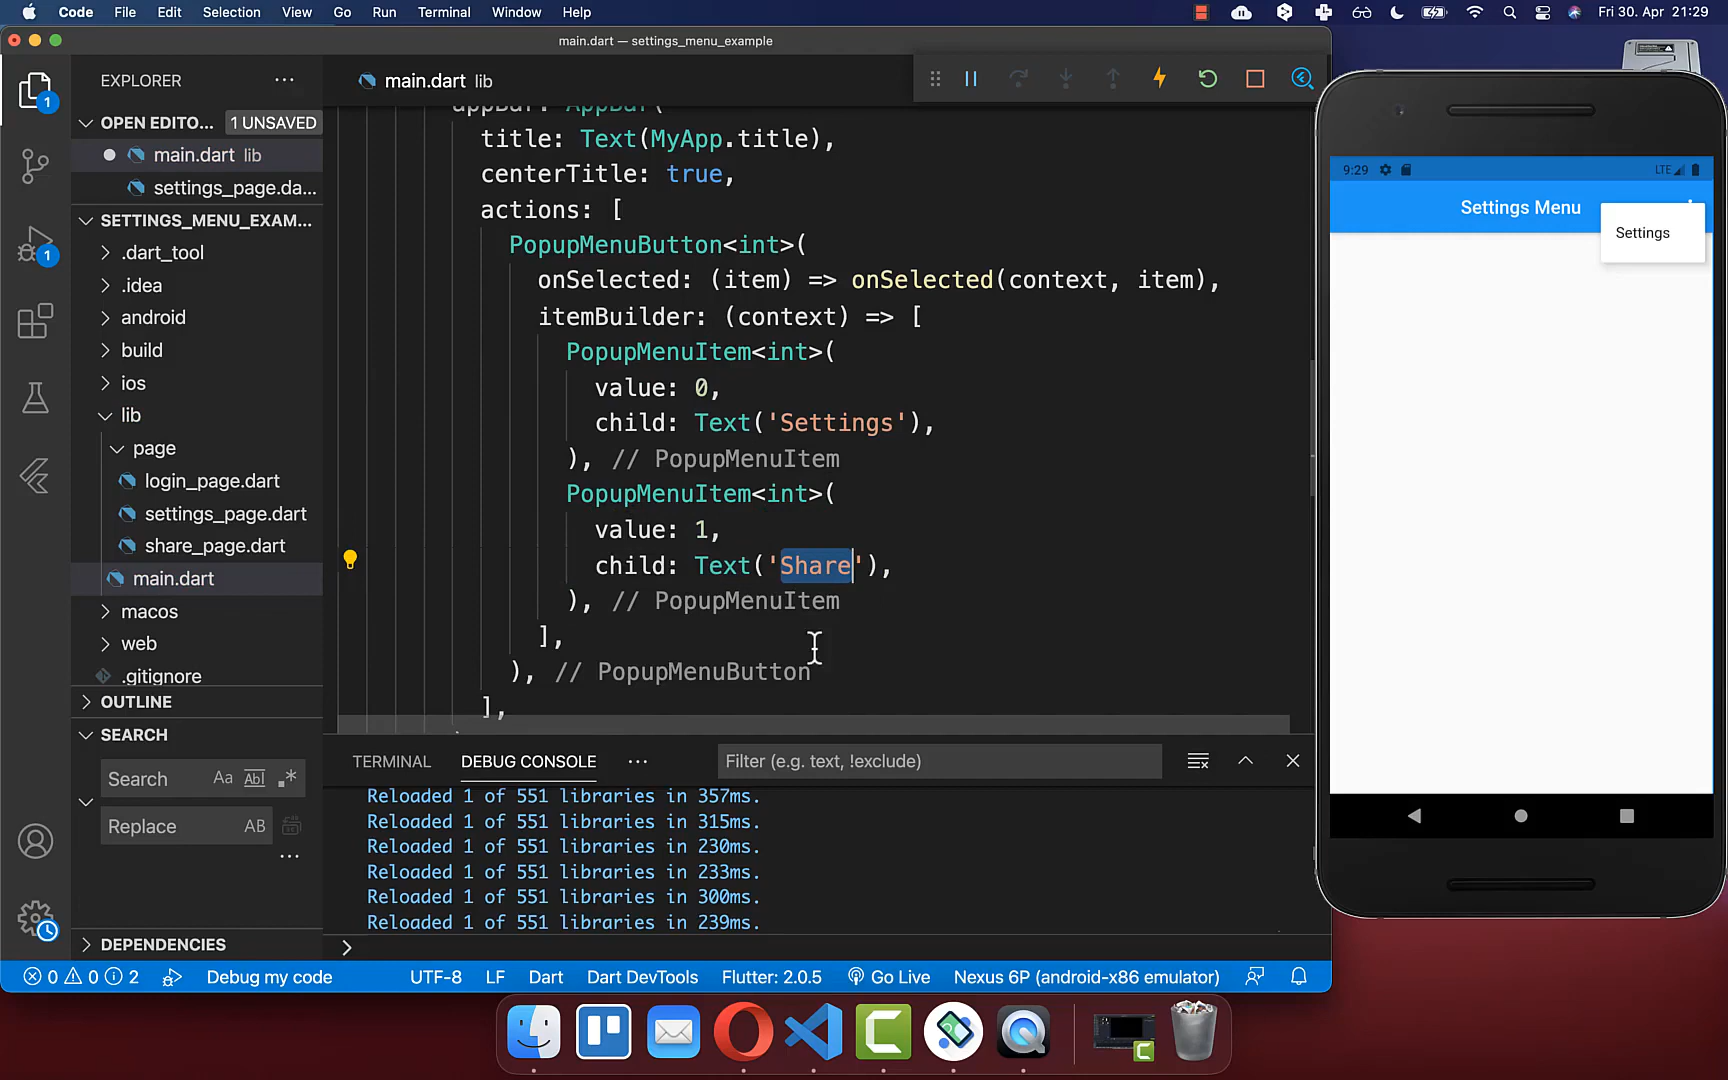 Code File Edit Selection View Go Run Terminal Window Help
Fri 30. Apr 21:29
main.dart — settings_menu_example
EXPLORER
OPEN EDITO... 1 UNSAVED
main.dart lib
settings_page.da...
SETTINGS_MENU_EXAM...
.dart_tool
.idea
android
build
ios
lib
page
login_page.dart
settings_page.dart
share_page.dart
main.dart
macos
web
.gitignore
OUTLINE
SEARCH
Search Aa Abl .*
Replace AB
...
DEPENDENCIES
1
1
main.dart lib
appBar: AppBar(
title: Text(MyApp.title),
centerTitle: true,
actions: [
PopupMenuButton<int>(
onSelected: (item) => onSelected(context, item),
itemBuilder: (context) => [
PopupMenuItem<int>(
value: 0,
child: Text('Settings'),
), // PopupMenuItem
PopupMenuItem<int>(
value: 1,
child: Text('Share'),
), // PopupMenuItem
],
), // PopupMenuButton
],
TERMINAL DEBUG CONSOLE ... Filter (e.g. text, !exclude)
Reloaded 1 of 551 libraries in 357ms.
Reloaded 1 of 551 libraries in 315ms.
Reloaded 1 of 551 libraries in 230ms.
Reloaded 1 of 551 libraries in 233ms.
Reloaded 1 of 551 libraries in 300ms.
Reloaded 1 of 551 libraries in 239ms.
0 0 2 Debug my code UTF-8 LF Dart Dart DevTools Flutter: 2.0.5 Go Live Nexus 6P (android-x86 emulator)
9:29 LTE
Settings Menu
Settings